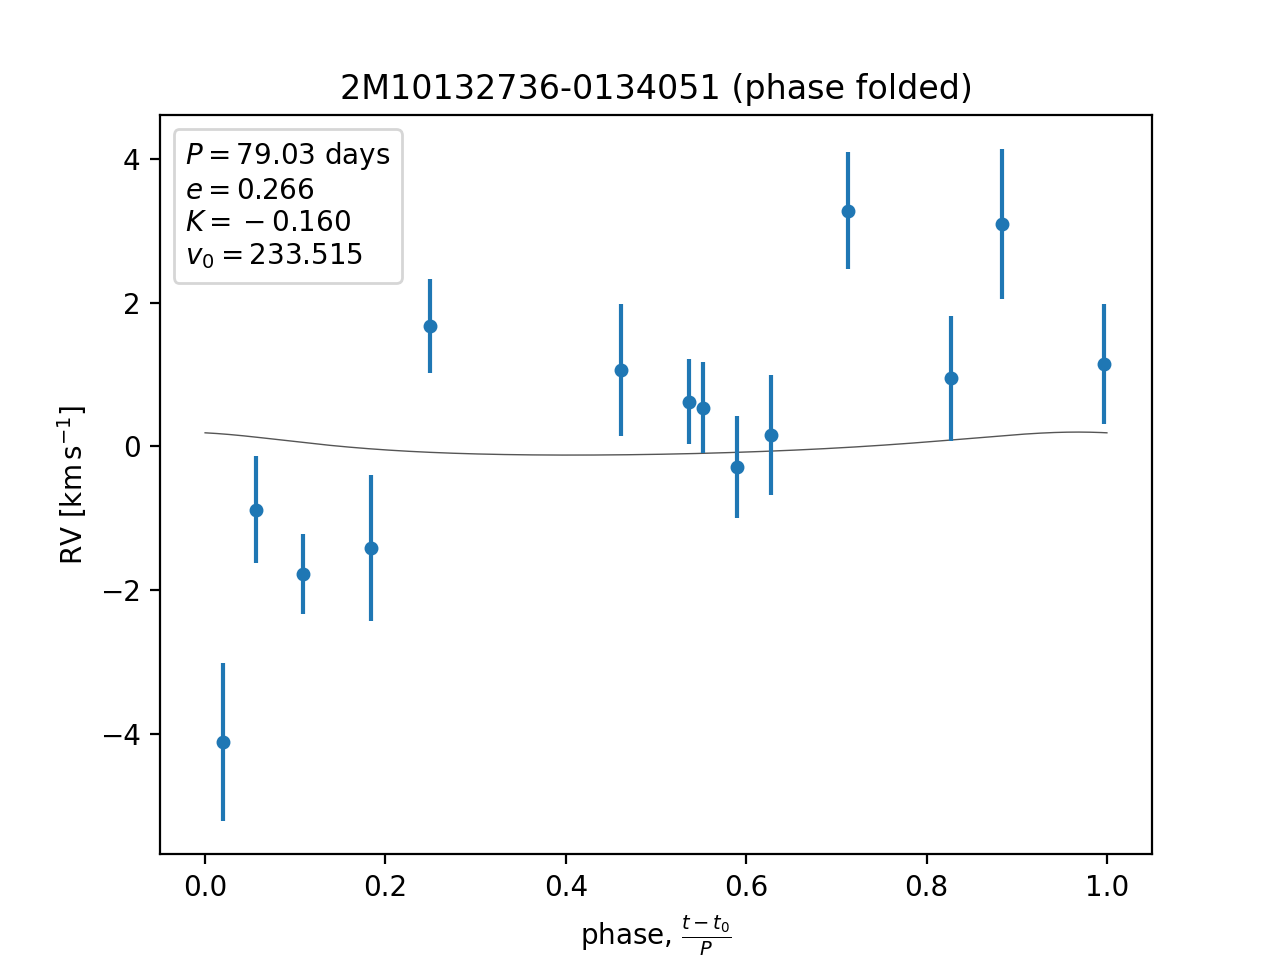 2M10132736-0134051 (phase folded)
P = 79.03 days
e = 0.266
K = −0.160
v₀ = 233.515
4
2
0
−2
−4
RV [km s⁻¹]
0.0 0.2 0.4 0.6 0.8 1.0
phase, (t − t₀)/P